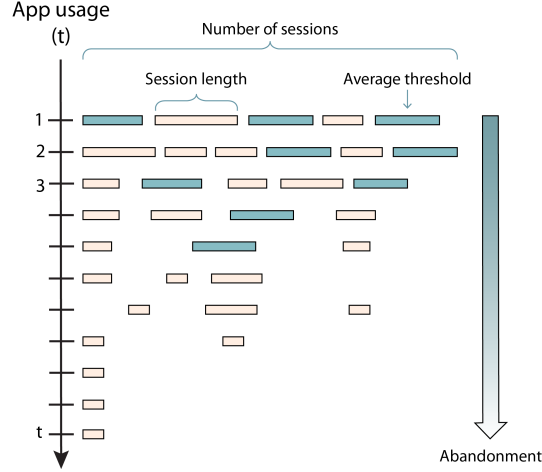 App usage
(t)
Number of sessions
Session length
Average threshold
1
2
3
t
Abandonment